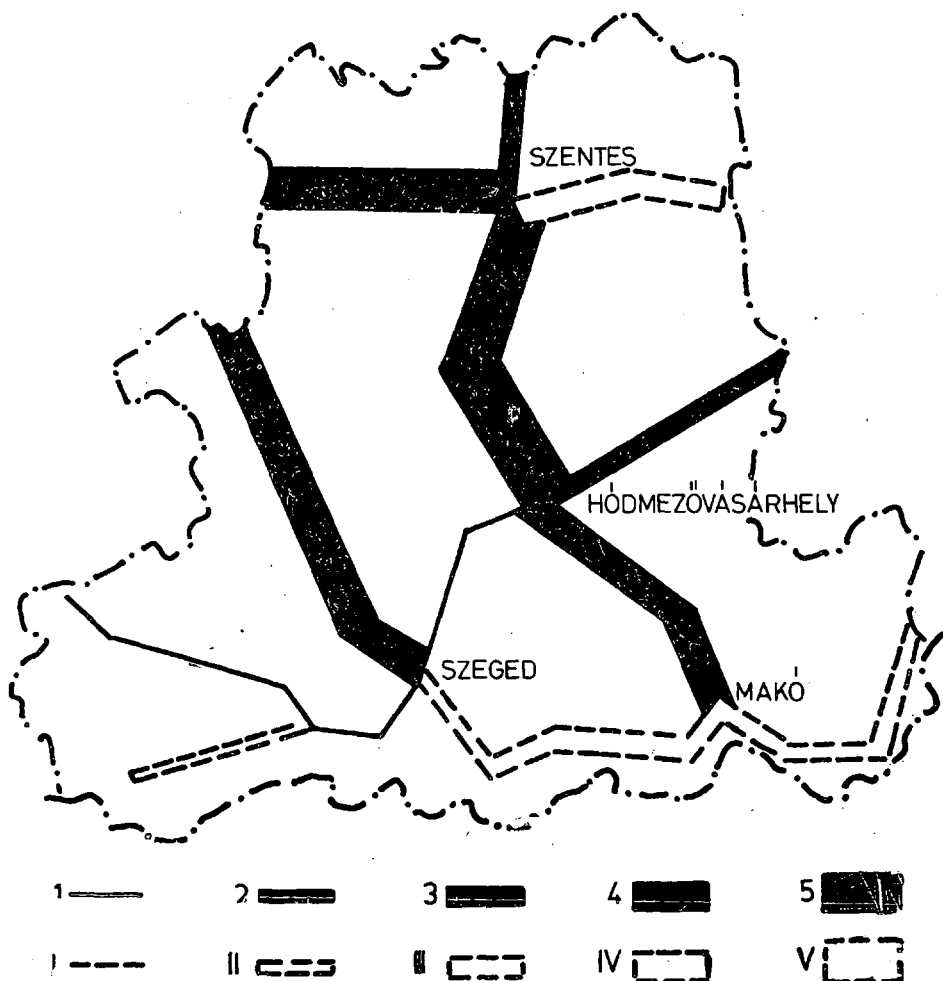 SZENTES
HÓDMEZŐVÁSÁRHELY
SZEGED
MAKÓ
1 2 3 4 5
I II III IV V